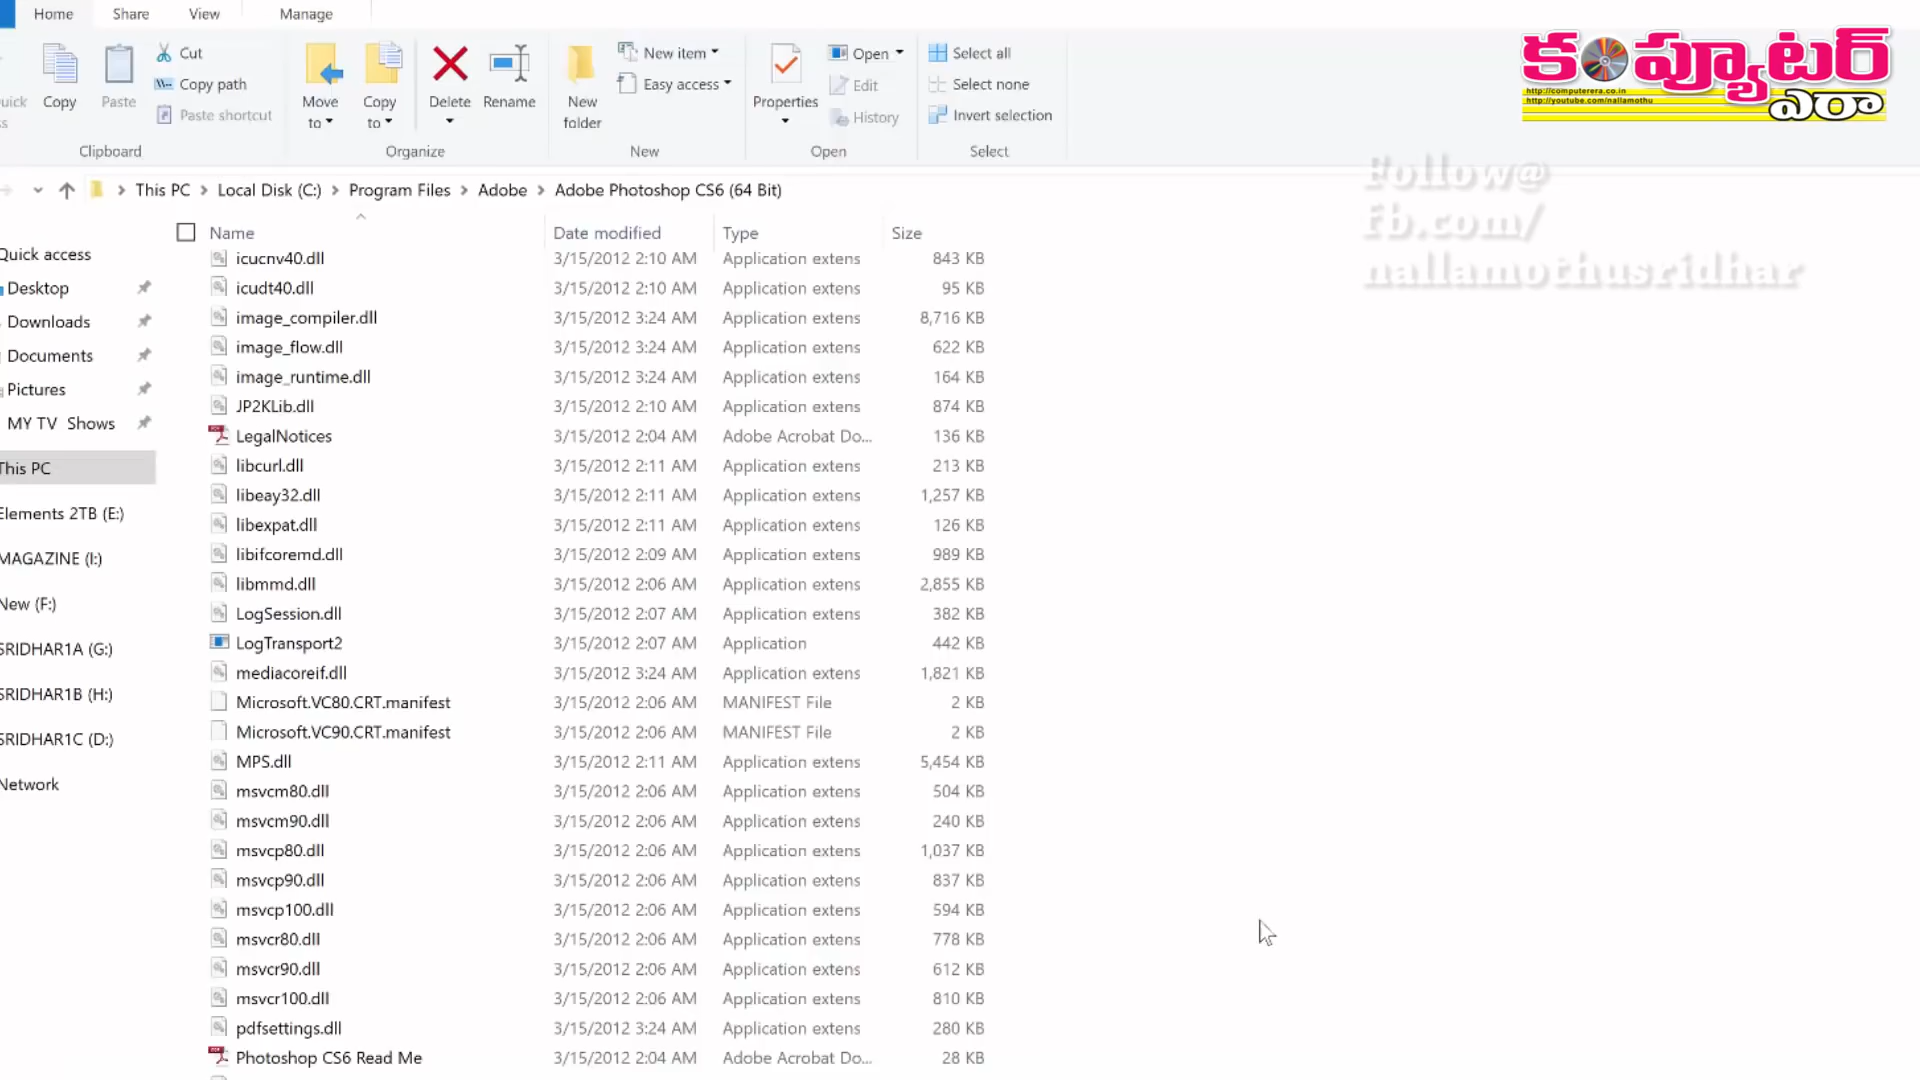 Home Share View Manage
Copy
Paste
Cut
Copy path
Paste shortcut
Clipboard
Move to
Copy to
Delete
Rename
Organize
New folder
New item
Easy access
New
Properties
Open
Edit
History
Open
Select all
Select none
Invert selection
Select
కంప్యూటర్
http://computerera.co.in
http://youtube.com/nallamothu
ఎరా
Follow@
fb.com/
nallamothusridhar
This PC > Local Disk (C:) > Program Files > Adobe > Adobe Photoshop CS6 (64 Bit)
Quick access
Desktop
Downloads
Documents
Pictures
MY TV Shows
This PC
Elements 2TB (E:)
MAGAZINE (I:)
New (F:)
SRIDHAR1A (G:)
SRIDHAR1B (H:)
SRIDHAR1C (D:)
Network
Name Date modified Type Size
icucnv40.dll 3/15/2012 2:10 AM Application extens 843 KB
icudt40.dll 3/15/2012 2:10 AM Application extens 95 KB
image_compiler.dll 3/15/2012 3:24 AM Application extens 8,716 KB
image_flow.dll 3/15/2012 3:24 AM Application extens 622 KB
image_runtime.dll 3/15/2012 3:24 AM Application extens 164 KB
JP2KLib.dll 3/15/2012 2:10 AM Application extens 874 KB
LegalNotices 3/15/2012 2:04 AM Adobe Acrobat Do... 136 KB
libcurl.dll 3/15/2012 2:11 AM Application extens 213 KB
libeay32.dll 3/15/2012 2:11 AM Application extens 1,257 KB
libexpat.dll 3/15/2012 2:11 AM Application extens 126 KB
libifcoremd.dll 3/15/2012 2:09 AM Application extens 989 KB
libmmd.dll 3/15/2012 2:06 AM Application extens 2,855 KB
LogSession.dll 3/15/2012 2:07 AM Application extens 382 KB
LogTransport2 3/15/2012 2:07 AM Application 442 KB
mediacoreif.dll 3/15/2012 3:24 AM Application extens 1,821 KB
Microsoft.VC80.CRT.manifest 3/15/2012 2:06 AM MANIFEST File 2 KB
Microsoft.VC90.CRT.manifest 3/15/2012 2:06 AM MANIFEST File 2 KB
MPS.dll 3/15/2012 2:11 AM Application extens 5,454 KB
msvcm80.dll 3/15/2012 2:06 AM Application extens 504 KB
msvcm90.dll 3/15/2012 2:06 AM Application extens 240 KB
msvcp80.dll 3/15/2012 2:06 AM Application extens 1,037 KB
msvcp90.dll 3/15/2012 2:06 AM Application extens 837 KB
msvcp100.dll 3/15/2012 2:06 AM Application extens 594 KB
msvcr80.dll 3/15/2012 2:06 AM Application extens 778 KB
msvcr90.dll 3/15/2012 2:06 AM Application extens 612 KB
msvcr100.dll 3/15/2012 2:06 AM Application extens 810 KB
pdfsettings.dll 3/15/2012 3:24 AM Application extens 280 KB
Photoshop CS6 Read Me 3/15/2012 2:04 AM Adobe Acrobat Do... 28 KB